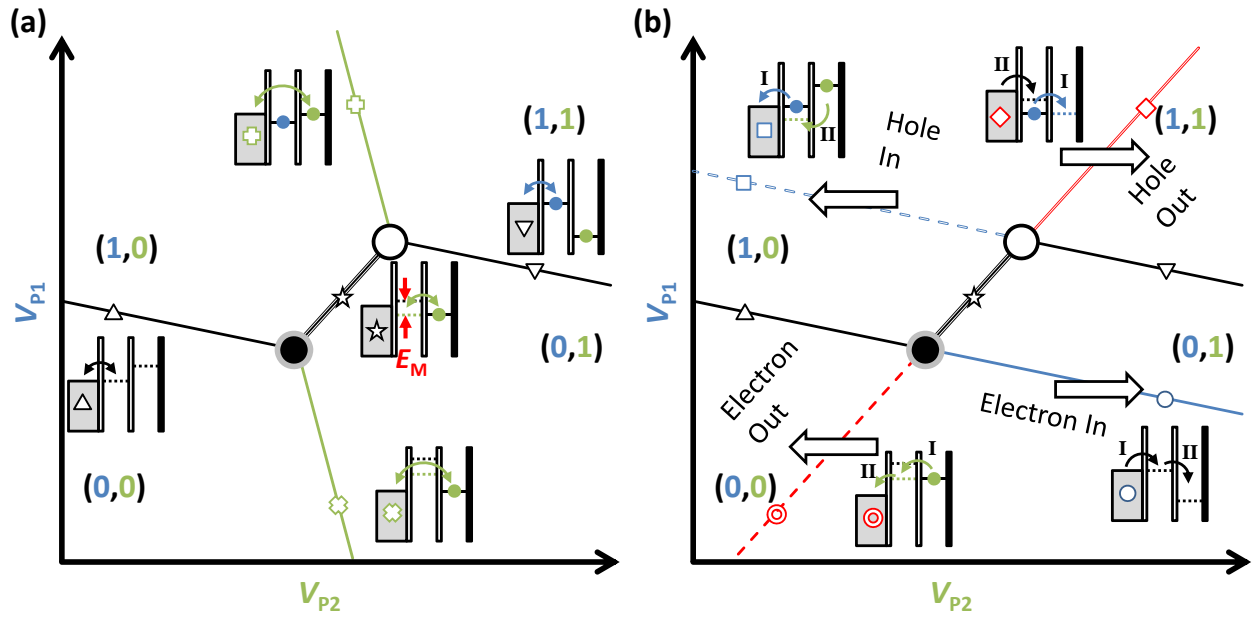 (a)
(1,1)
(1,0)
V_P1
E_M
(0,1)
(0,0)
V_P2
(b)
I
II
Hole
In
II
I
(1,1)
Hole
Out
(1,0)
V_P1
(0,1)
Electron
Out
Electron In
I
II
I
II
(0,0)
V_P2